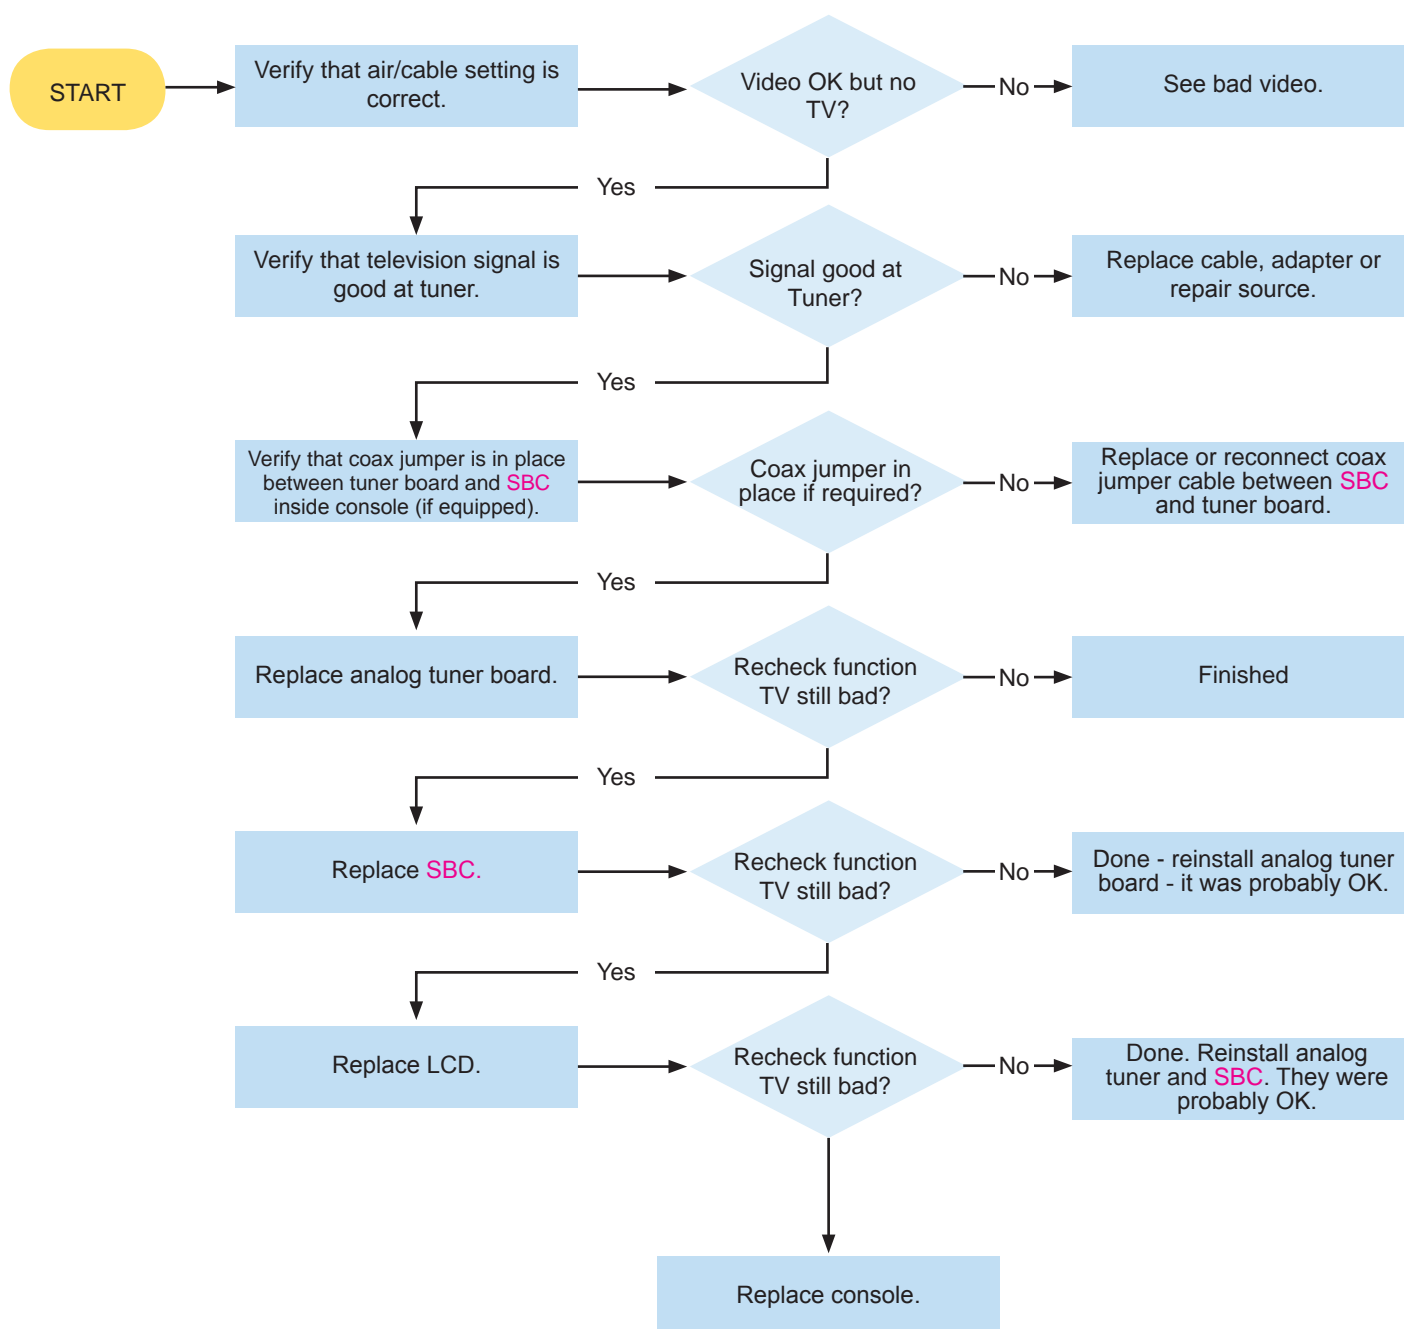 START
Verify that air/cable setting is
correct.
Video OK but no
TV?
No
See bad video.
Yes
Verify that television signal is
good at tuner.
Signal good at
Tuner?
No
Replace cable, adapter or
repair source.
Yes
Verify that coax jumper is in place
between tuner board and SBC
inside console (if equipped).
Coax jumper in
place if required?
No
Replace or reconnect coax
jumper cable between SBC
and tuner board.
Yes
Replace analog tuner board.
Recheck function
TV still bad?
No
Finished
Yes
Replace SBC.
Recheck function
TV still bad?
No
Done - reinstall analog tuner
board - it was probably OK.
Yes
Replace LCD.
Recheck function
TV still bad?
No
Done. Reinstall analog
tuner and SBC. They were
probably OK.
Replace console.